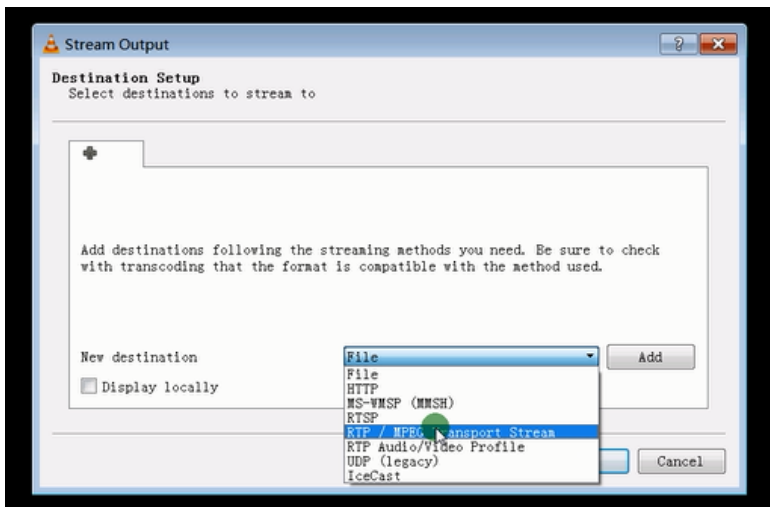 Stream Output
Destination Setup
Select destinations to stream to
Add destinations following the streaming methods you need. Be sure to check
with transcoding that the format is compatible with the method used.
New destination
File
Add
Display locally
File
HTTP
MS-WMSP (MMSH)
RTSP
RTP / MPEG Transport Stream
RTP Audio/Video Profile
UDP (legacy)
IceCast
Cancel